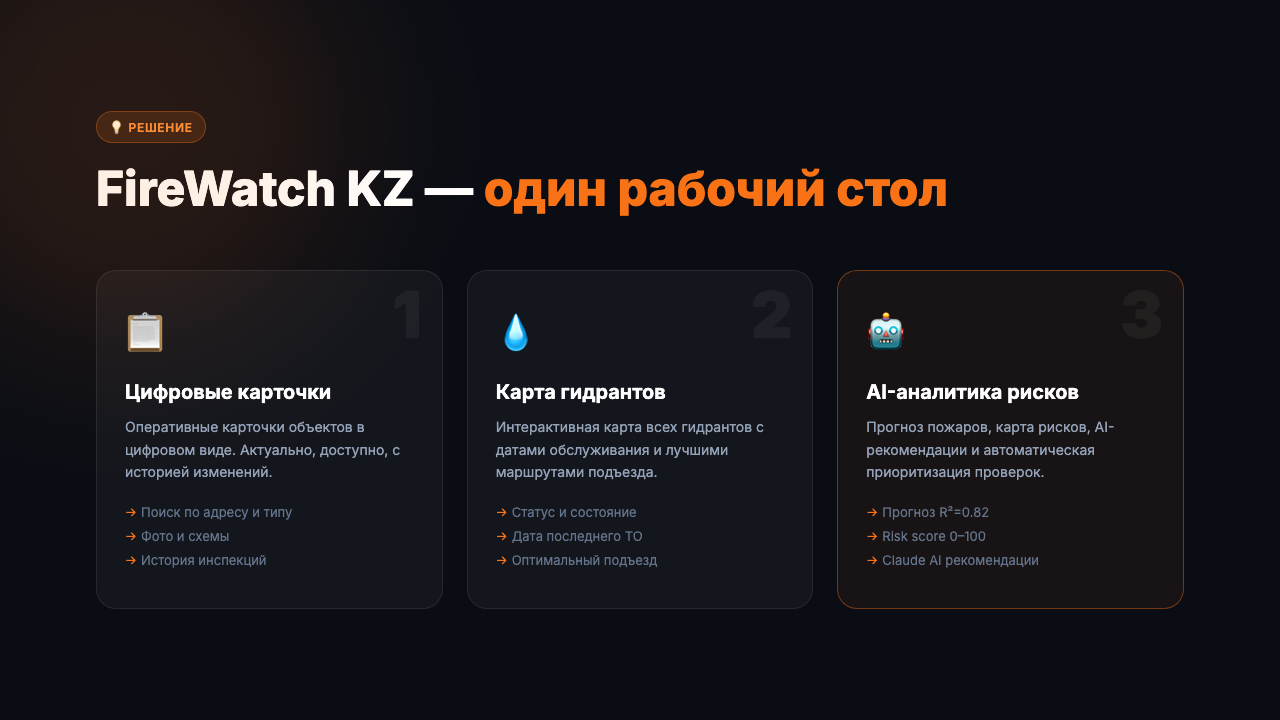 РЕШЕНИЕ
FireWatch KZ — один рабочий стол
1
Цифровые карточки
Оперативные карточки объектов в
цифровом виде. Актуально, доступно, с
историей изменений.
→ Поиск по адресу и типу
→ Фото и схемы
→ История инспекций
2
Карта гидрантов
Интерактивная карта всех гидрантов с
датами обслуживания и лучшими
маршрутами подъезда.
→ Статус и состояние
→ Дата последнего ТО
→ Оптимальный подъезд
3
AI-аналитика рисков
Прогноз пожаров, карта рисков, AI-
рекомендации и автоматическая
приоритизация проверок.
→ Прогноз R²=0.82
→ Risk score 0–100
→ Claude AI рекомендации